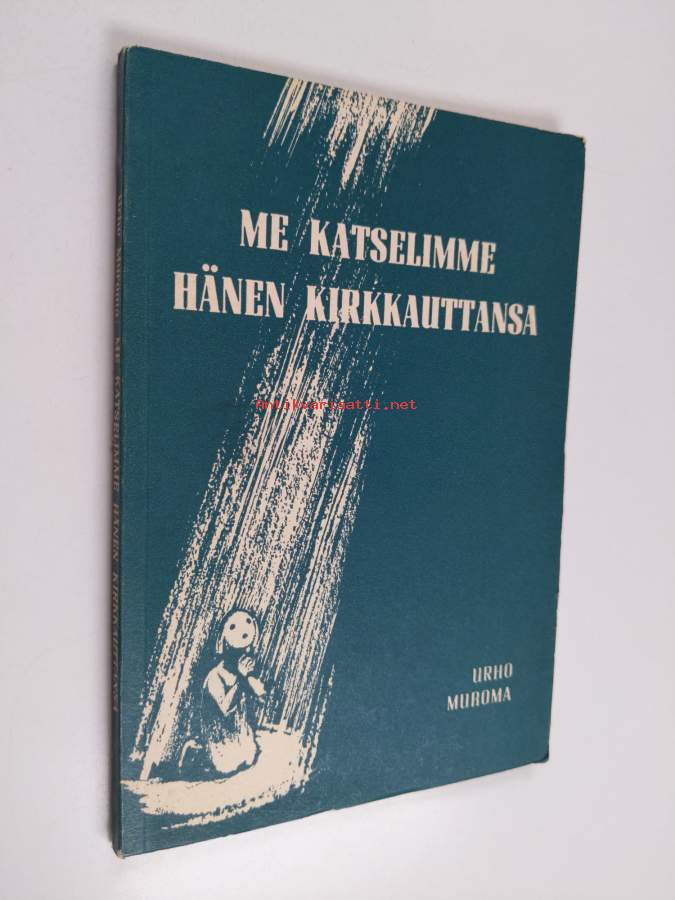 ME KATSELIMME
HÄNEN KIRKKAUTTANSA
Antikvariaatti.net
URHO
MUROMA
Urho Muroma ME KATSELIMME HÄNEN KIRKKAUTTANSA